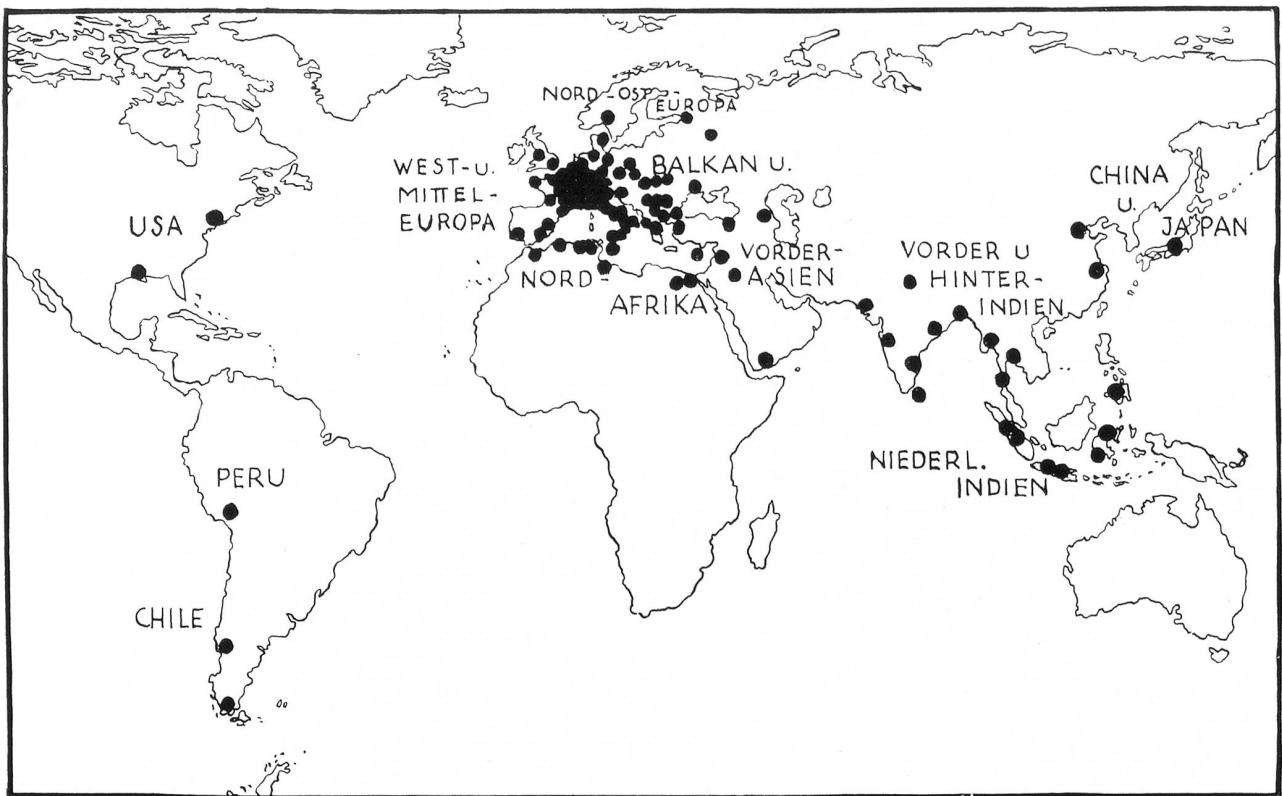 NORD-OST-
EUROPA
WEST-U.
MITTEL-
EUROPA
BALKAN U.
CHINA
U.
JAPAN
USA
VORDER-
ASIEN
VORDER U
HINTER-
INDIEN
NORD-
AFRIKA
NIEDERL.
INDIEN
PERU
CHILE